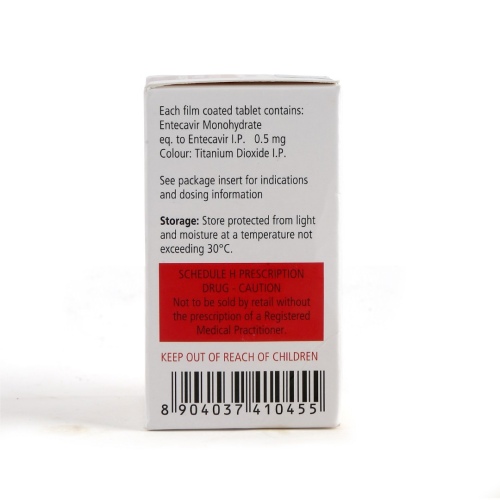 Each film coated tablet contains:
Entecavir Monohydrate
eq. to Entecavir I.P. 0.5 mg
Colour: Titanium Dioxide I.P.
See package insert for indications
and dosing information
Storage: Store protected from light
and moisture at a temperature not
exceeding 30°C.
SCHEDULE H PRESCRIPTION
DRUG - CAUTION
Not to be sold by retail without
the prescription of a Registered
Medical Practitioner.
KEEP OUT OF REACH OF CHILDREN
8 904037 410455